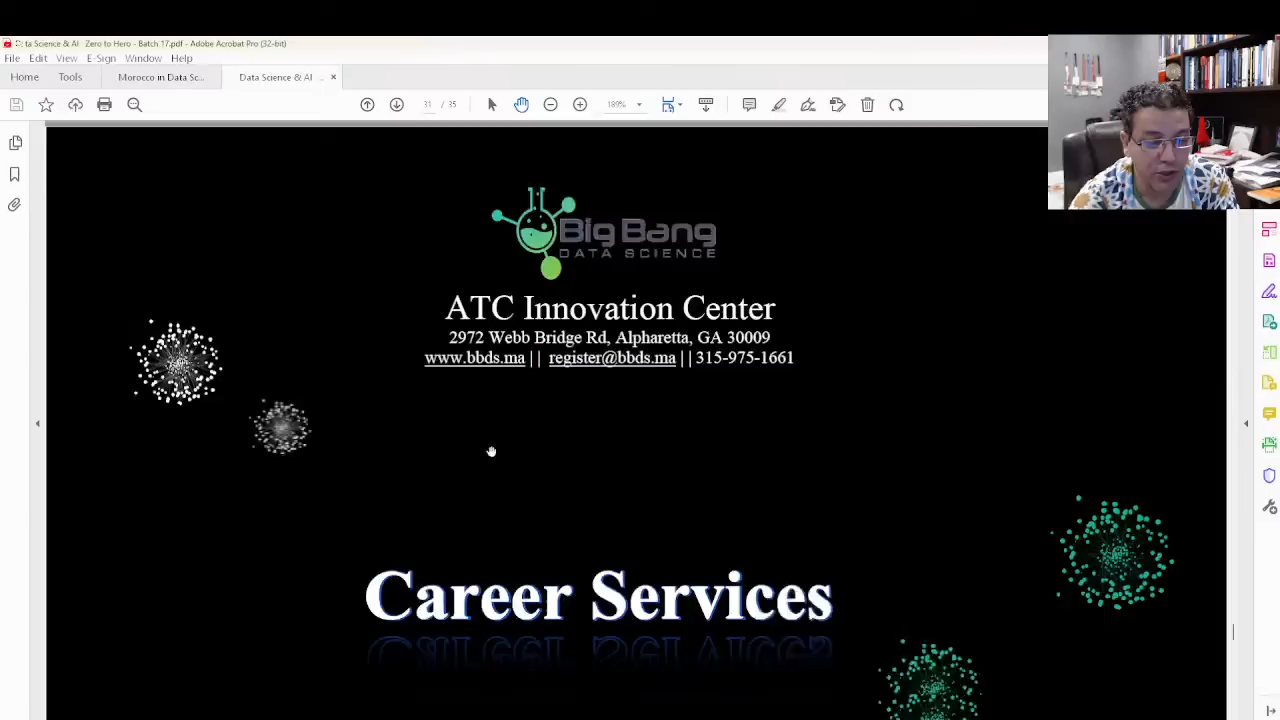 D: ta Science & AI   Zero to Hero - Batch 17.pdf - Adobe Acrobat Pro (32-bit)
File Edit View E-Sign Window Help
Home Tools Morocco in Data Sc... Data Science & AI ... ×
31 / 35 189%
Big Bang
DATA SCIENCE
ATC Innovation Center
2972 Webb Bridge Rd, Alpharetta, GA 30009
www.bbds.ma || register@bbds.ma || 315-975-1661
Career Services